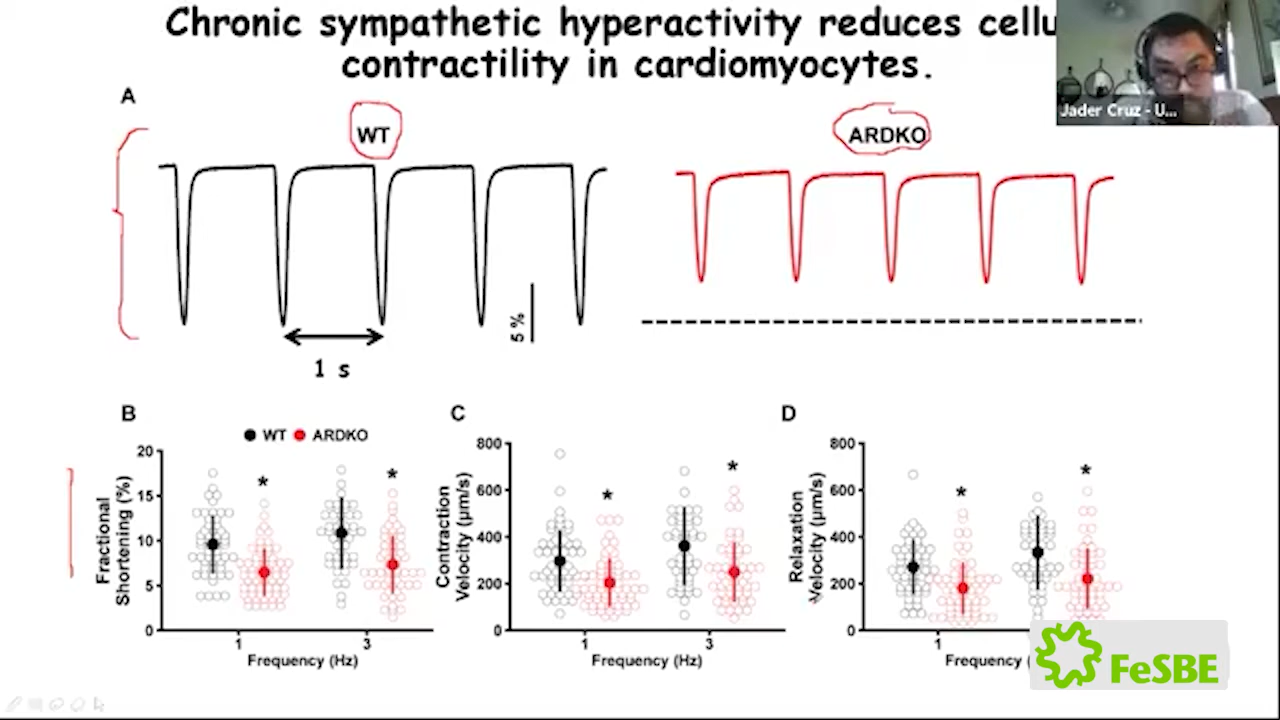 Chronic sympathetic hyperactivity reduces cellu
contractility in cardiomyocytes.
Jader Cruz - U...
A
WT
ARDKO
5 %
1 s
B
WT ARDKO
Fractional
Shortening (%)
20
15
10
5
0
*
*
1
3
Frequency (Hz)
C
Contraction
Velocity (µm/s)
800
600
400
200
0
*
*
1
3
Frequency (Hz)
D
Relaxation
Velocity (µm/s)
800
600
400
200
0
*
*
1
Frequency (
FeSBE